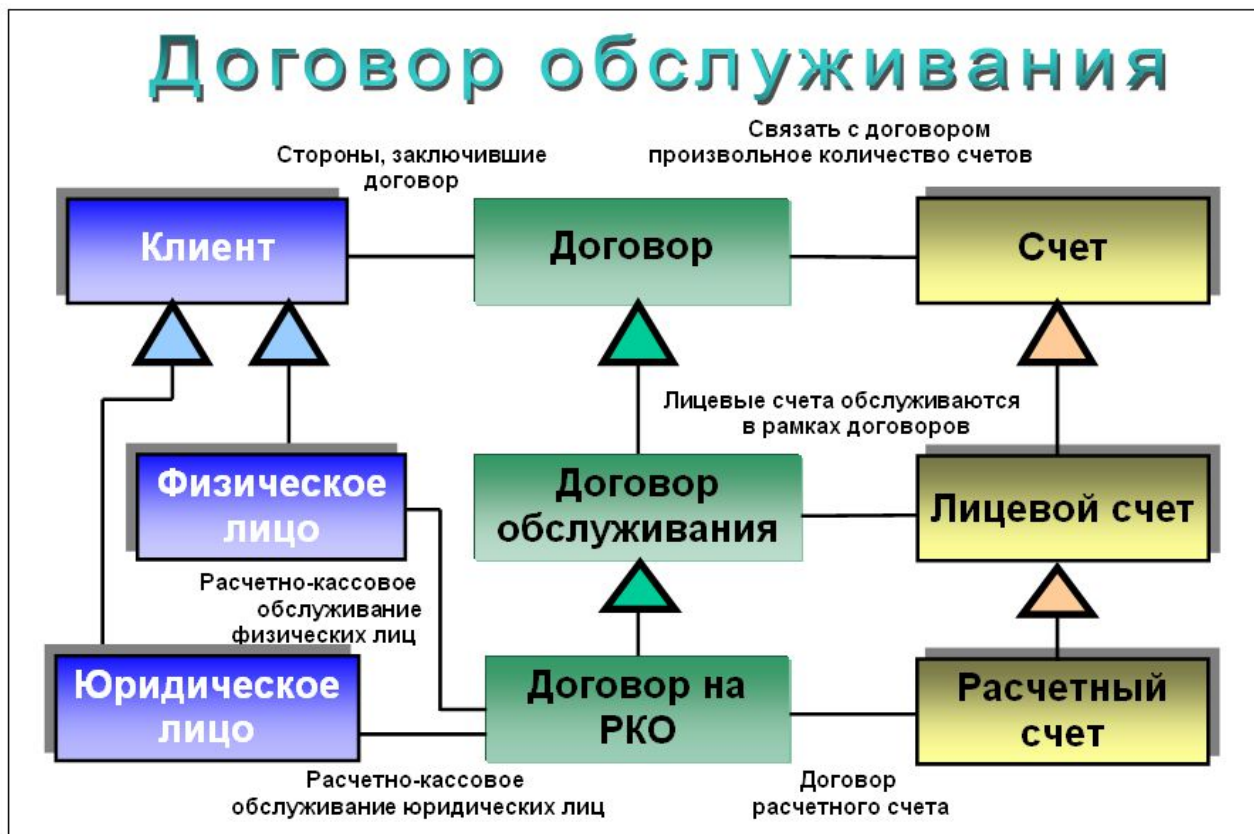 Договор обслуживания
Стороны, заключившие
договор
Связать с договором
произвольное количество счетов
Клиент
Договор
Счет
Лицевые счета обслуживаются
в рамках договоров
Физическое
лицо
Договор
обслуживания
Лицевой счет
Расчетно-кассовое
обслуживание
физических лиц
Юридическое
лицо
Договор на
РКО
Расчетный
счет
Расчетно-кассовое
обслуживание юридических лиц
Договор
расчетного счета